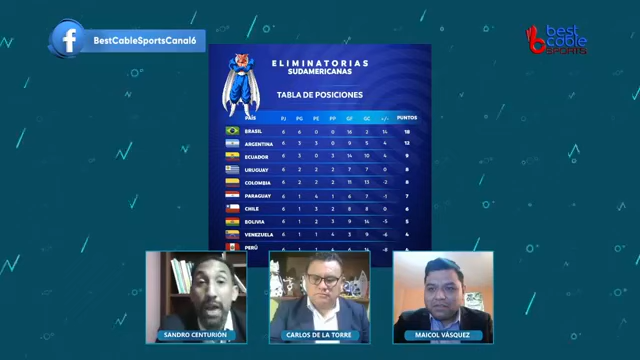 BestCableSportsCanal6
best
cable
SPORTS
ELIMINATORIAS
SUDAMERICANAS
TABLA DE POSICIONES
PAÍS PJ PG PE PP GF GC +/- PUNTOS
BRASIL 6 6 0 0 16 2 14 18
ARGENTINA 6 3 3 0 9 5 4 12
ECUADOR 6 3 0 3 14 10 4 9
URUGUAY 6 2 2 2 7 7 0 8
COLOMBIA 6 2 2 2 11 13 -2 8
PARAGUAY 6 1 4 1 6 7 -1 7
CHILE 6 1 3 2 8 8 0 6
BOLIVIA 6 1 2 3 9 14 -5 5
VENEZUELA 6 1 1 4 3 9 -6 4
PERÚ
SANDRO CENTURIÓN
CARLOS DE LA TORRE
MAICOL VÁSQUEZ